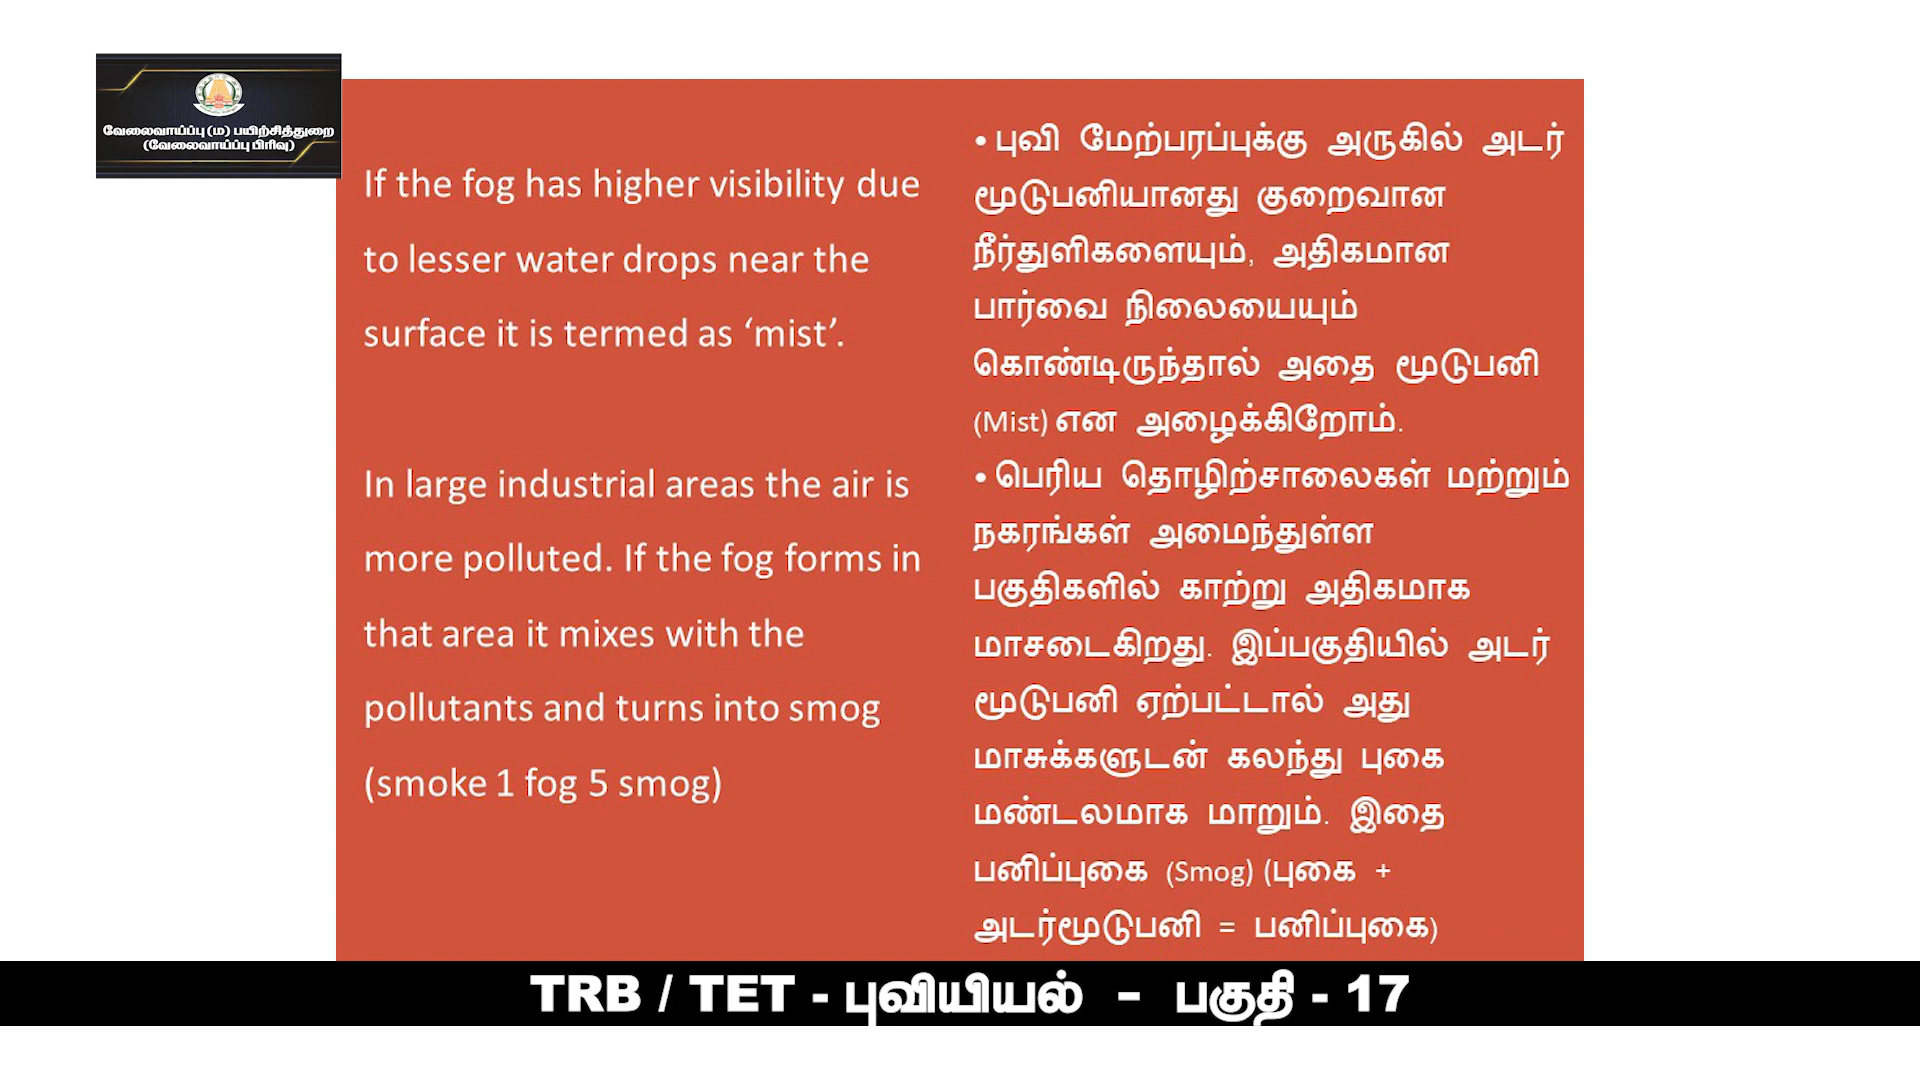 வேலைவாய்ப்பு (ம) பயிற்சித்துறை
(வேலைவாய்ப்பு பிரிவு)
If the fog has higher visibility due
to lesser water drops near the
surface it is termed as ‘mist’.
In large industrial areas the air is
more polluted. If the fog forms in
that area it mixes with the
pollutants and turns into smog
(smoke 1 fog 5 smog)
• புவி மேற்பரப்புக்கு அருகில் அடர்
மூடுபனியானது குறைவான
நீர்துளிகளையும், அதிகமான
பார்வை நிலையையும்
கொண்டிருந்தால் அதை மூடுபனி
(Mist) என அழைக்கிறோம்.
• பெரிய தொழிற்சாலைகள் மற்றும்
நகரங்கள் அமைந்துள்ள
பகுதிகளில் காற்று அதிகமாக
மாசடைகிறது. இப்பகுதியில் அடர்
மூடுபனி ஏற்பட்டால் அது
மாசுக்களுடன் கலந்து புகை
மண்டலமாக மாறும். இதை
பனிப்புகை (Smog) (புகை +
அடர்மூடுபனி = பனிப்புகை)
TRB / TET - புவியியல் - பகுதி - 17